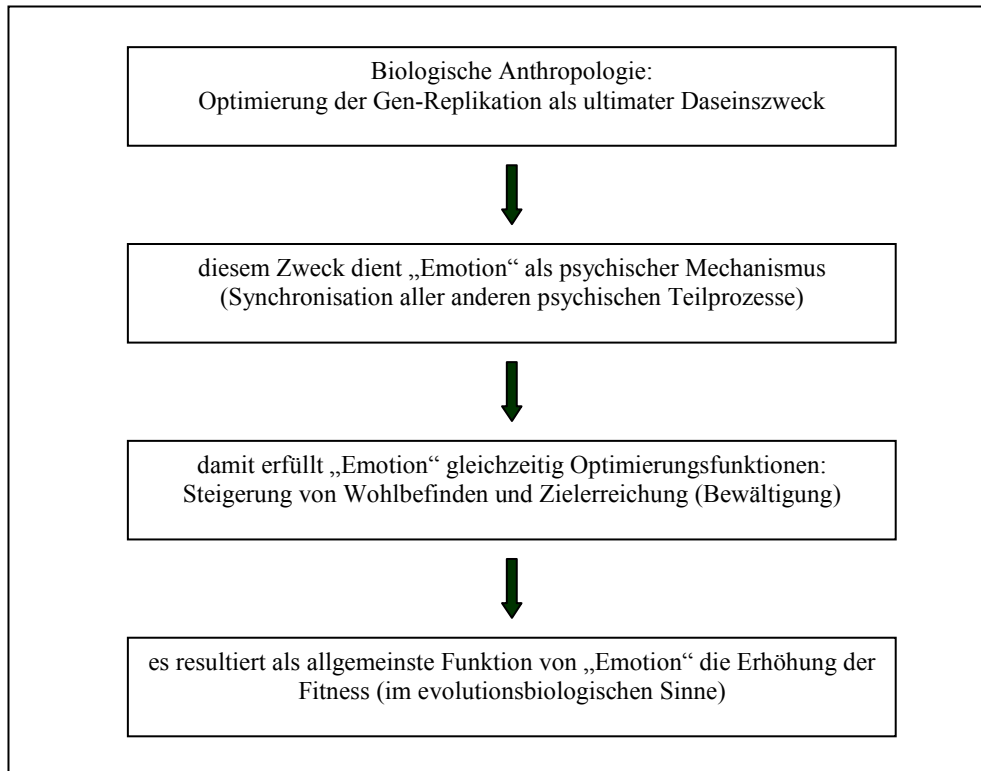 Biologische Anthropologie:
Optimierung der Gen-Replikation als ultimater Daseinszweck
diesem Zweck dient „Emotion“ als psychischer Mechanismus
(Synchronisation aller anderen psychischen Teilprozesse)
damit erfüllt „Emotion“ gleichzeitig Optimierungsfunktionen:
Steigerung von Wohlbefinden und Zielerreichung (Bewältigung)
es resultiert als allgemeinste Funktion von „Emotion“ die Erhöhung der
Fitness (im evolutionsbiologischen Sinne)